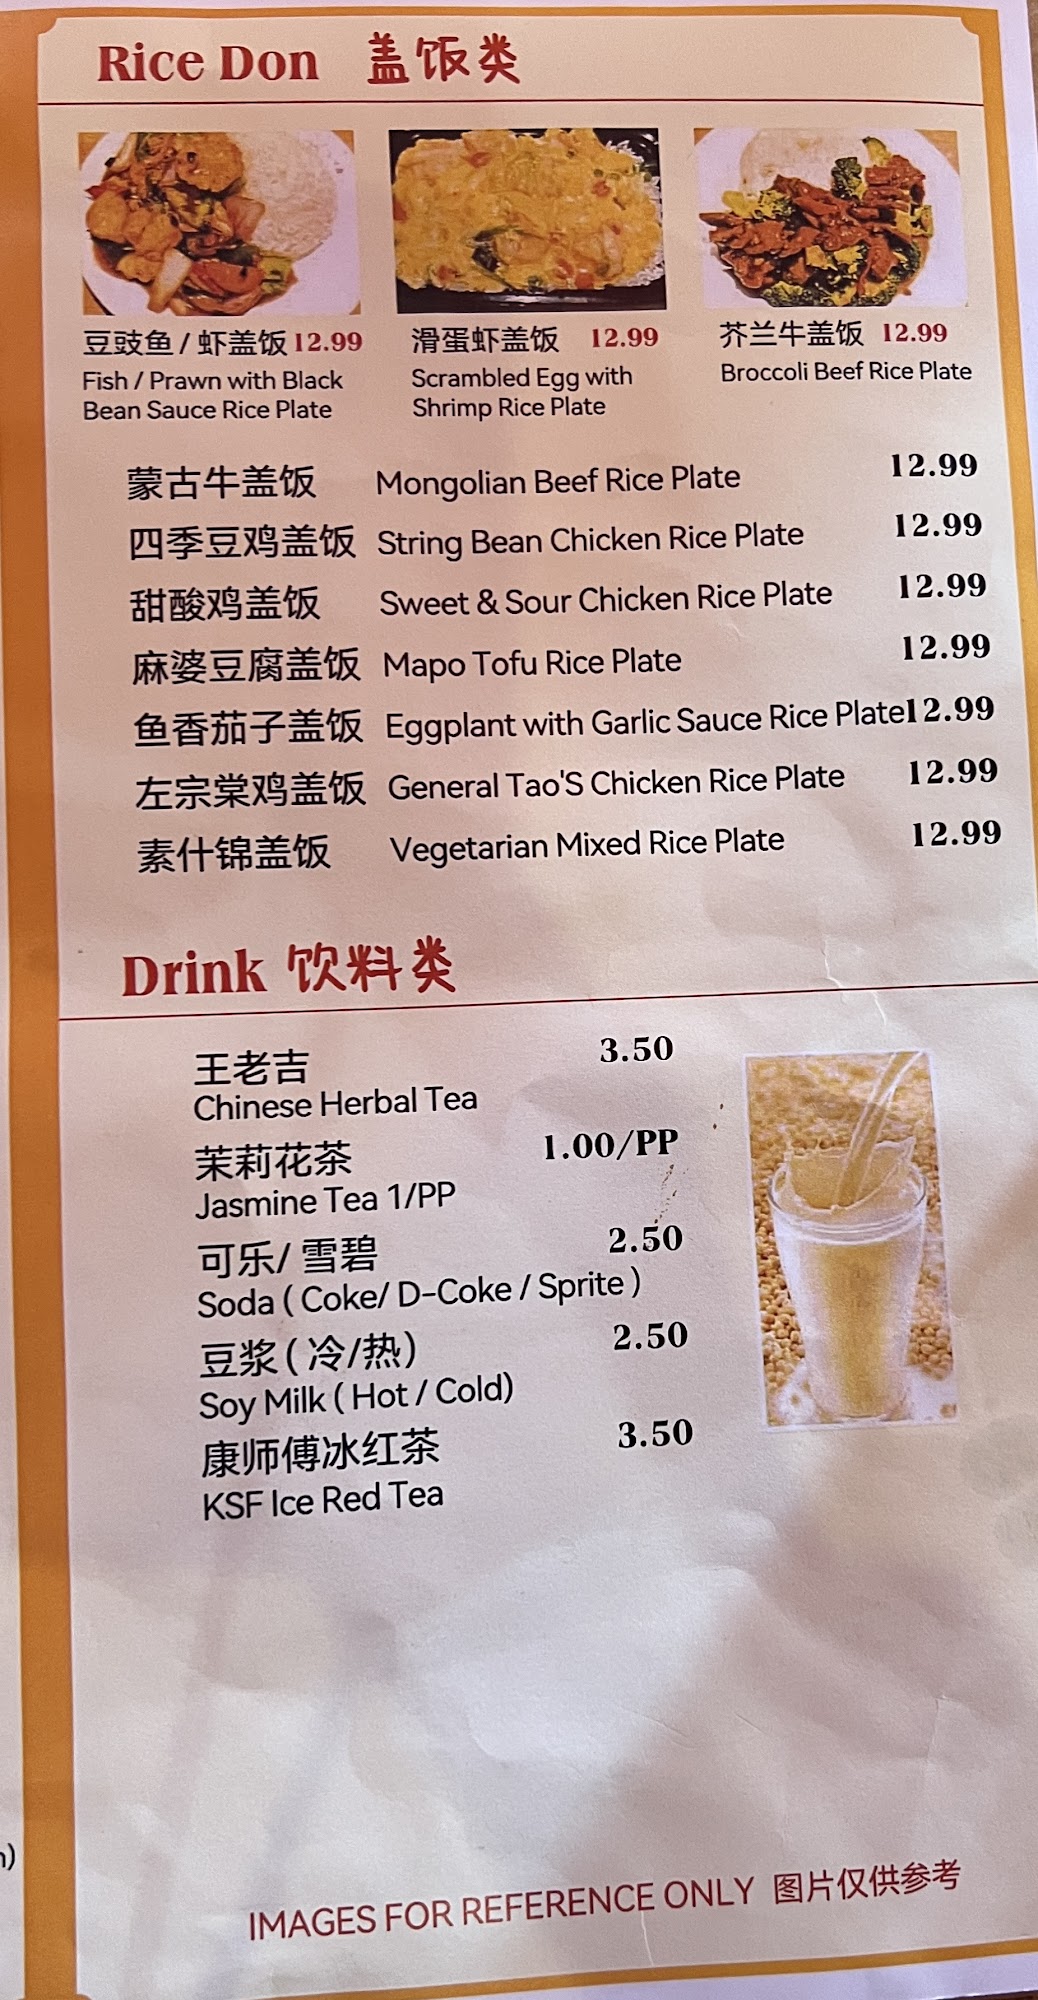 Rice Don 盖饭类
豆豉鱼 / 虾盖饭 12.99
Fish / Prawn with Black
Bean Sauce Rice Plate
滑蛋虾盖饭 12.99
Scrambled Egg with
Shrimp Rice Plate
芥兰牛盖饭 12.99
Broccoli Beef Rice Plate
蒙古牛盖饭 Mongolian Beef Rice Plate 12.99
四季豆鸡盖饭 String Bean Chicken Rice Plate 12.99
甜酸鸡盖饭 Sweet & Sour Chicken Rice Plate 12.99
麻婆豆腐盖饭 Mapo Tofu Rice Plate 12.99
鱼香茄子盖饭 Eggplant with Garlic Sauce Rice Plate 12.99
左宗棠鸡盖饭 General Tao'S Chicken Rice Plate 12.99
素什锦盖饭 Vegetarian Mixed Rice Plate 12.99
Drink 饮料类
王老吉 3.50
Chinese Herbal Tea
茉莉花茶 1.00/PP
Jasmine Tea 1/PP
可乐/ 雪碧 2.50
Soda ( Coke/ D-Coke / Sprite )
豆浆 ( 冷/热) 2.50
Soy Milk ( Hot / Cold)
康师傅冰红茶 3.50
KSF Ice Red Tea
IMAGES FOR REFERENCE ONLY 图片仅供参考